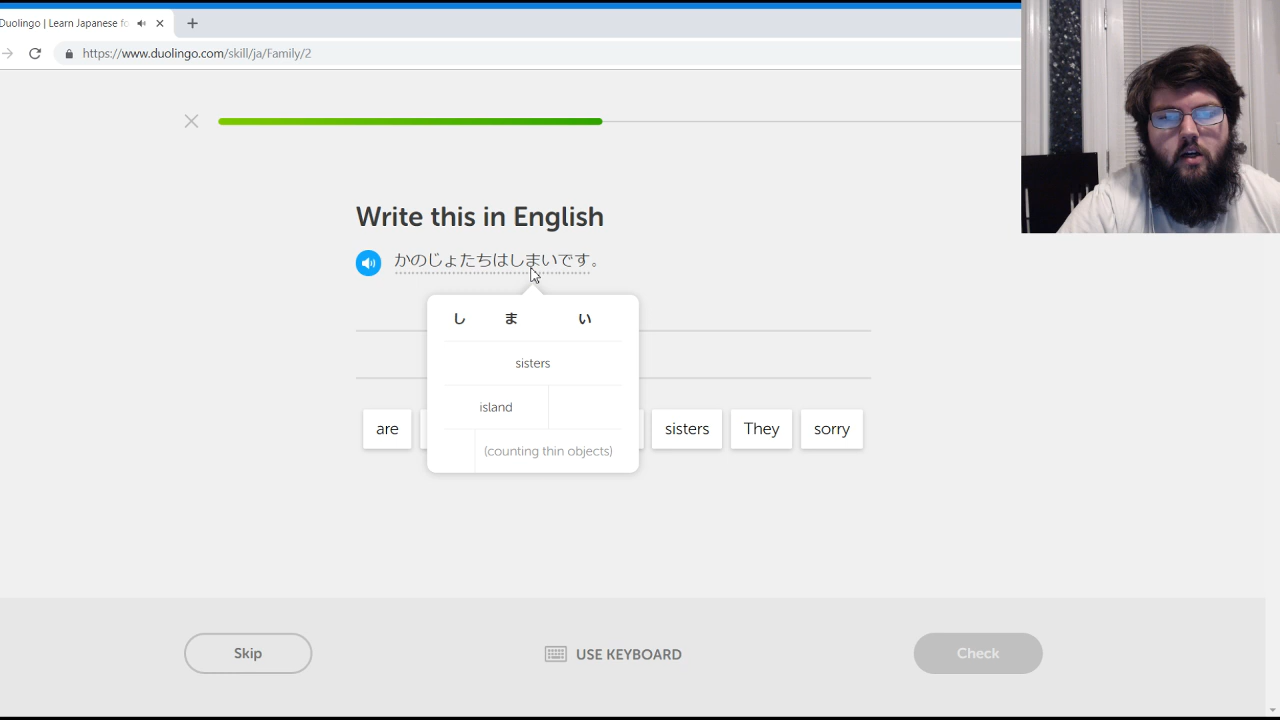 Duolingo | Learn Japanese fo
https://www.duolingo.com/skill/ja/Family/2
Write this in English
かのじょたちはしまいです。
し ま い
sisters
island
(counting thin objects)
are sisters They sorry
Skip USE KEYBOARD Check